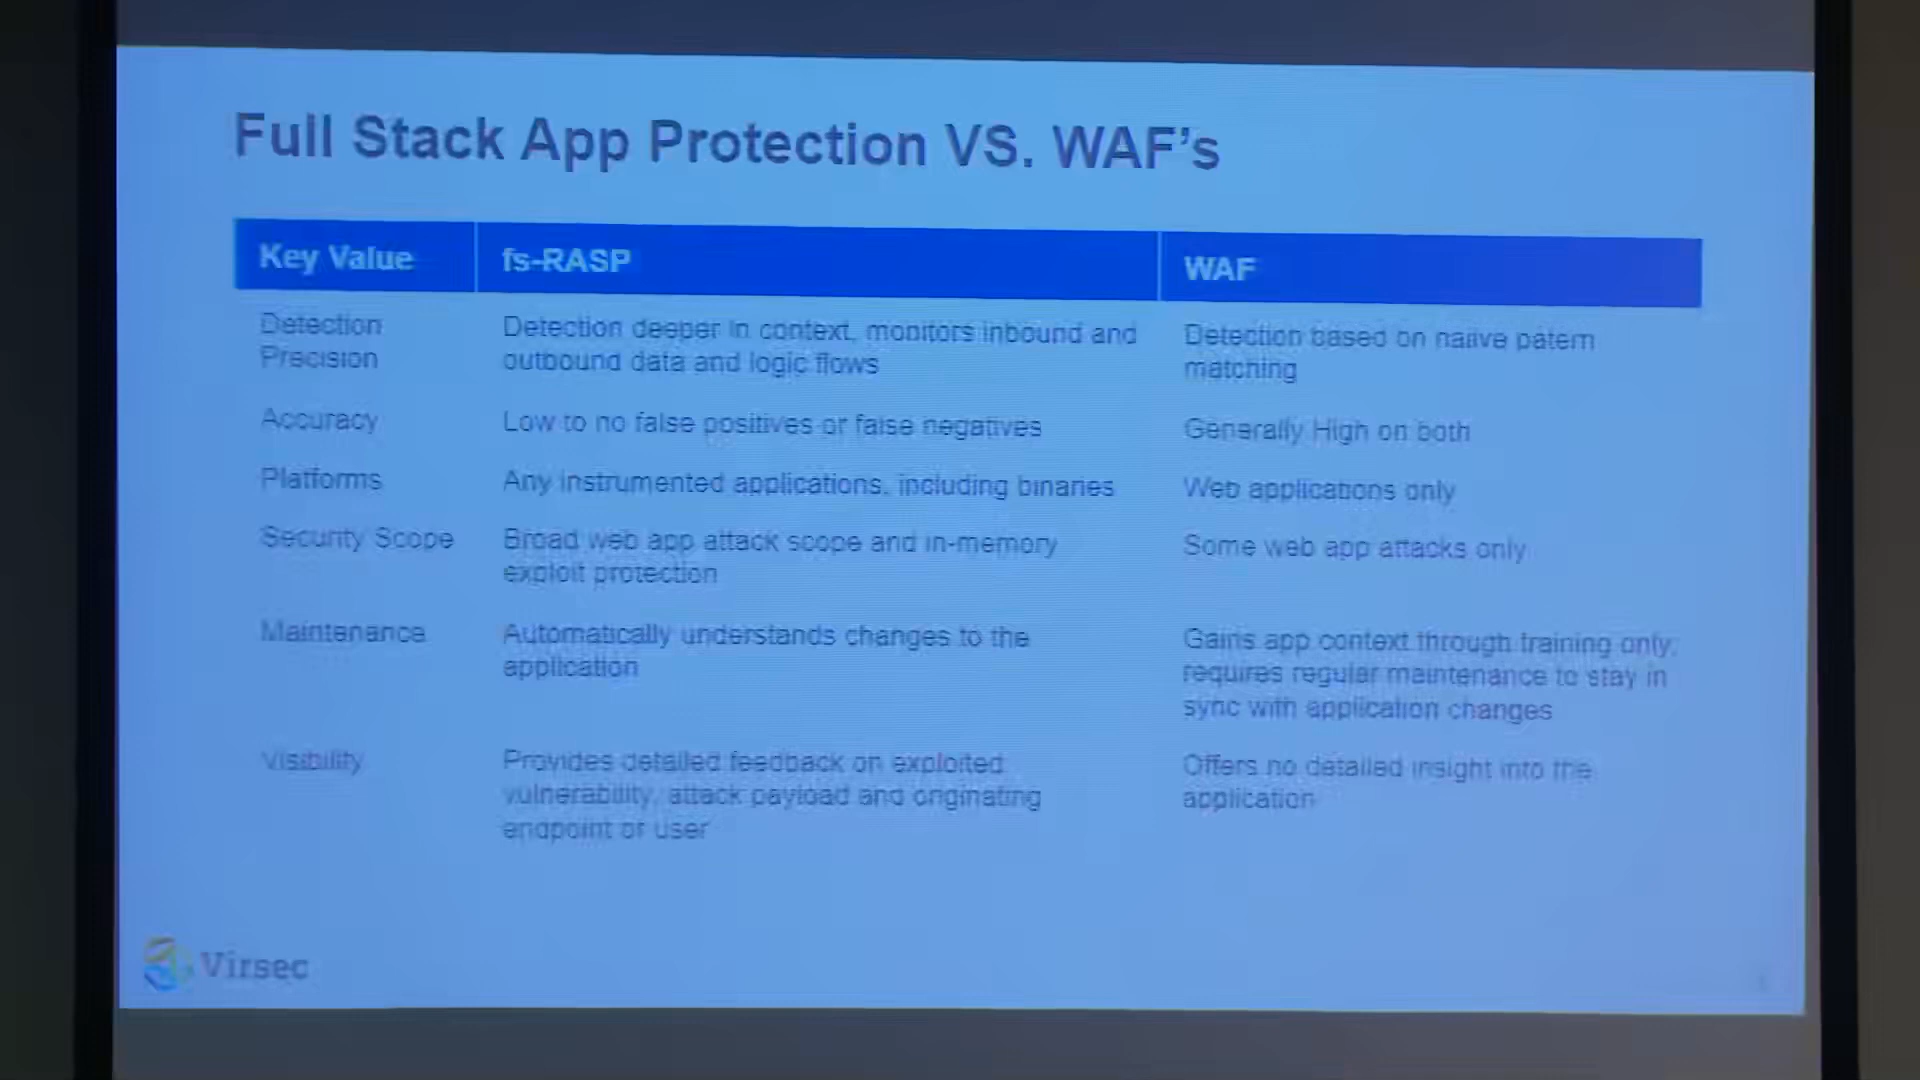 Full Stack App Protection VS. WAF's
Key Value
fs-RASP
WAF
Detection
Precision
Detection deeper in context, monitors inbound and
outbound data and logic flows
Detection based on naiive patern
matching
Accuracy
Low to no false positives or false negatives
Generally High on both
Platforms
Any instrumented applications, including binaries
Web applications only
Security Scope
Broad web app attack scope and in-memory
exploit protection
Some web app attacks only
Maintenance
Automatically understands changes to the
application
Gains app context through training only,
requires regular maintenance to stay in
sync with application changes
Visibility
Provides detailed feedback on exploited
vulnerability, attack payload and originating
endpoint or user
Offers no detailed insight into the
application
Virsec